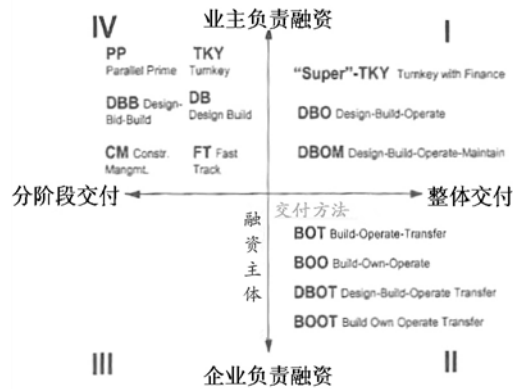 业主负责融资
IV
I
PP
Parallel Prime
TKY
Turnkey
DBB Design-
Bid-Build
DB
Design Build
CM Constr.
Mangmt.
FT Fast
Track
"Super"-TKY Turnkey with Finance
DBO Design-Build-Operate
DBOM Design-Build-Operate-Maintain
分阶段交付
整体交付
交付方法
融资主体
BOT Build-Operate-Transfer
BOO Build-Own-Operate
DBOT Design-Build-Operate Transfer
BOOT Build Own Operate Transfer
III
II
企业负责融资